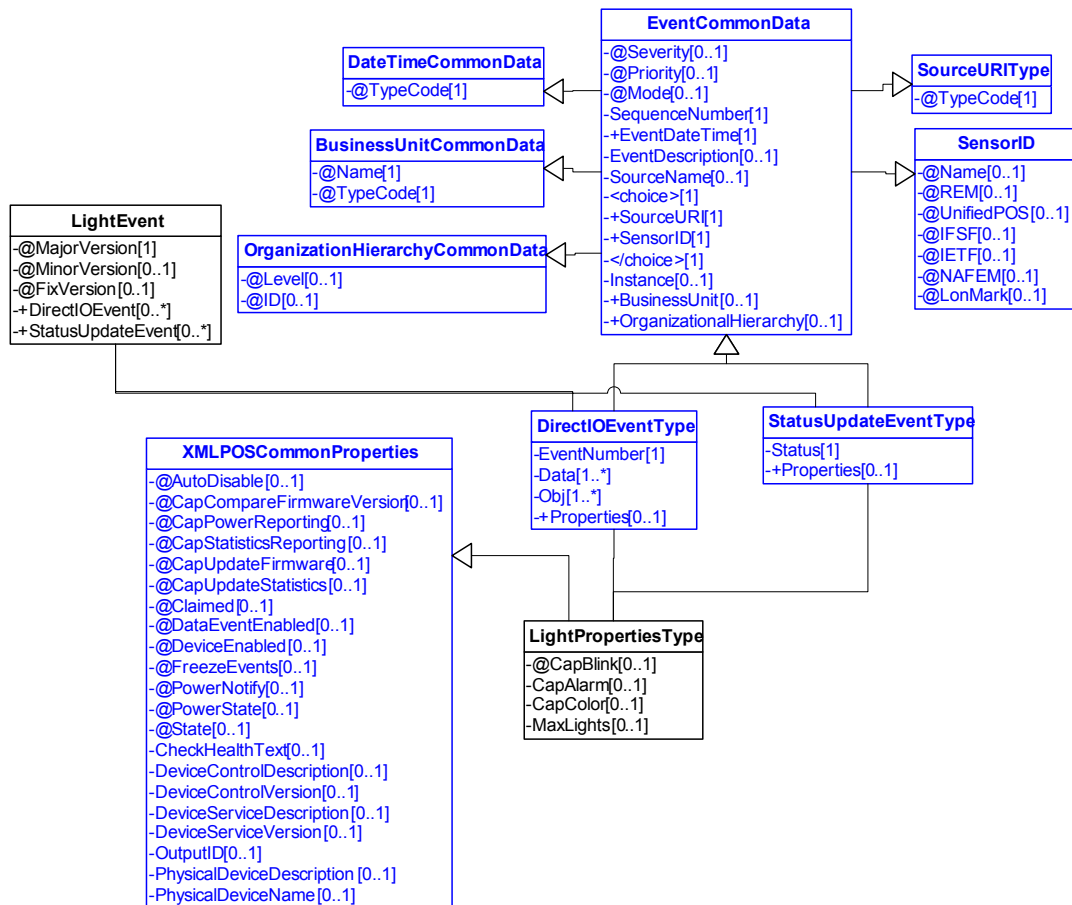 EventCommonData
-@Severity[0..1]
-@Priority[0..1]
-@Mode[0..1]
-SequenceNumber[1]
-+EventDateTime[1]
-EventDescription[0..1]
-SourceName[0..1]
-<choice>[1]
-+SourceURI[1]
-+SensorID[1]
-</choice>[1]
-Instance[0..1]
-+BusinessUnit[0..1]
-+OrganizationalHierarchy[0..1]
DateTimeCommonData
-@TypeCode[1]
SourceURIType
-@TypeCode[1]
BusinessUnitCommonData
-@Name[1]
-@TypeCode[1]
SensorID
-@Name[0..1]
-@REM[0..1]
-@UnifiedPOS[0..1]
-@IFSF[0..1]
-@IETF[0..1]
-@NAFEM[0..1]
-@LonMark[0..1]
LightEvent
-@MajorVersion[1]
-@MinorVersion[0..1]
-@FixVersion[0..1]
-+DirectIOEvent[0..*]
-+StatusUpdateEvent[0..*]
OrganizationHierarchyCommonData
-@Level[0..1]
-@ID[0..1]
DirectIOEventType
-EventNumber[1]
-Data[1..*]
-Obj[1..*]
-+Properties[0..1]
StatusUpdateEventType
-Status[1]
-+Properties[0..1]
XMLPOSCommonProperties
-@AutoDisable[0..1]
-@CapCompareFirmwareVersion[0..1]
-@CapPowerReporting[0..1]
-@CapStatisticsReporting[0..1]
-@CapUpdateFirmware[0..1]
-@CapUpdateStatistics[0..1]
-@Claimed[0..1]
-@DataEventEnabled[0..1]
-@DeviceEnabled[0..1]
-@FreezeEvents[0..1]
-@PowerNotify[0..1]
-@PowerState[0..1]
-@State[0..1]
-CheckHealthText[0..1]
-DeviceControlDescription[0..1]
-DeviceControlVersion[0..1]
-DeviceServiceDescription[0..1]
-DeviceServiceVersion[0..1]
-OutputID[0..1]
-PhysicalDeviceDescription[0..1]
-PhysicalDeviceName[0..1]
LightPropertiesType
-@CapBlink[0..1]
-CapAlarm[0..1]
-CapColor[0..1]
-MaxLights[0..1]